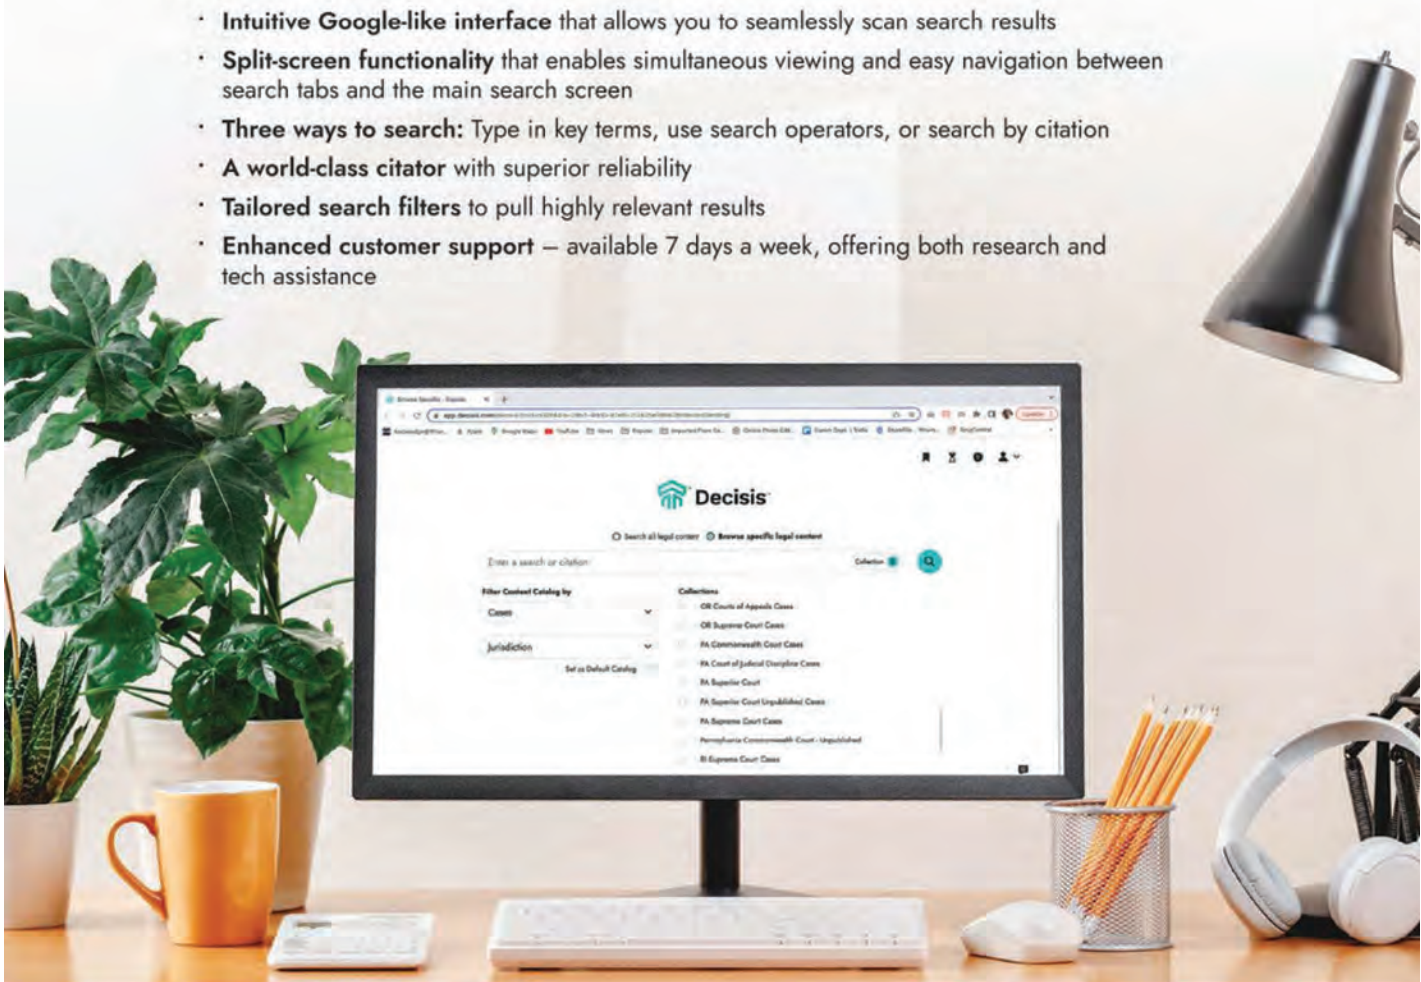 · Intuitive Google-like interface that allows you to seamlessly scan search results
· Split-screen functionality that enables simultaneous viewing and easy navigation between
search tabs and the main search screen
· Three ways to search: Type in key terms, use search operators, or search by citation
· A world-class citator with superior reliability
· Tailored search filters to pull highly relevant results
· Enhanced customer support – available 7 days a week, offering both research and
tech assistance
Decisis
Search all legal content Browse specific legal content
Enter a search or citation Collection
Filter Content Catalog by Collections
Cases
OR Courts of Appeals Cases
OR Supreme Court Cases
Jurisdiction
PA Commonwealth Court Cases
Set as Default Catalog
PA Court of Judicial Discipline Cases
PA Superior Court
PA Superior Court Unpublished Cases
PA Supreme Court Cases
Pennsylvania Commonwealth Court - Unpublished
RI Supreme Court Cases